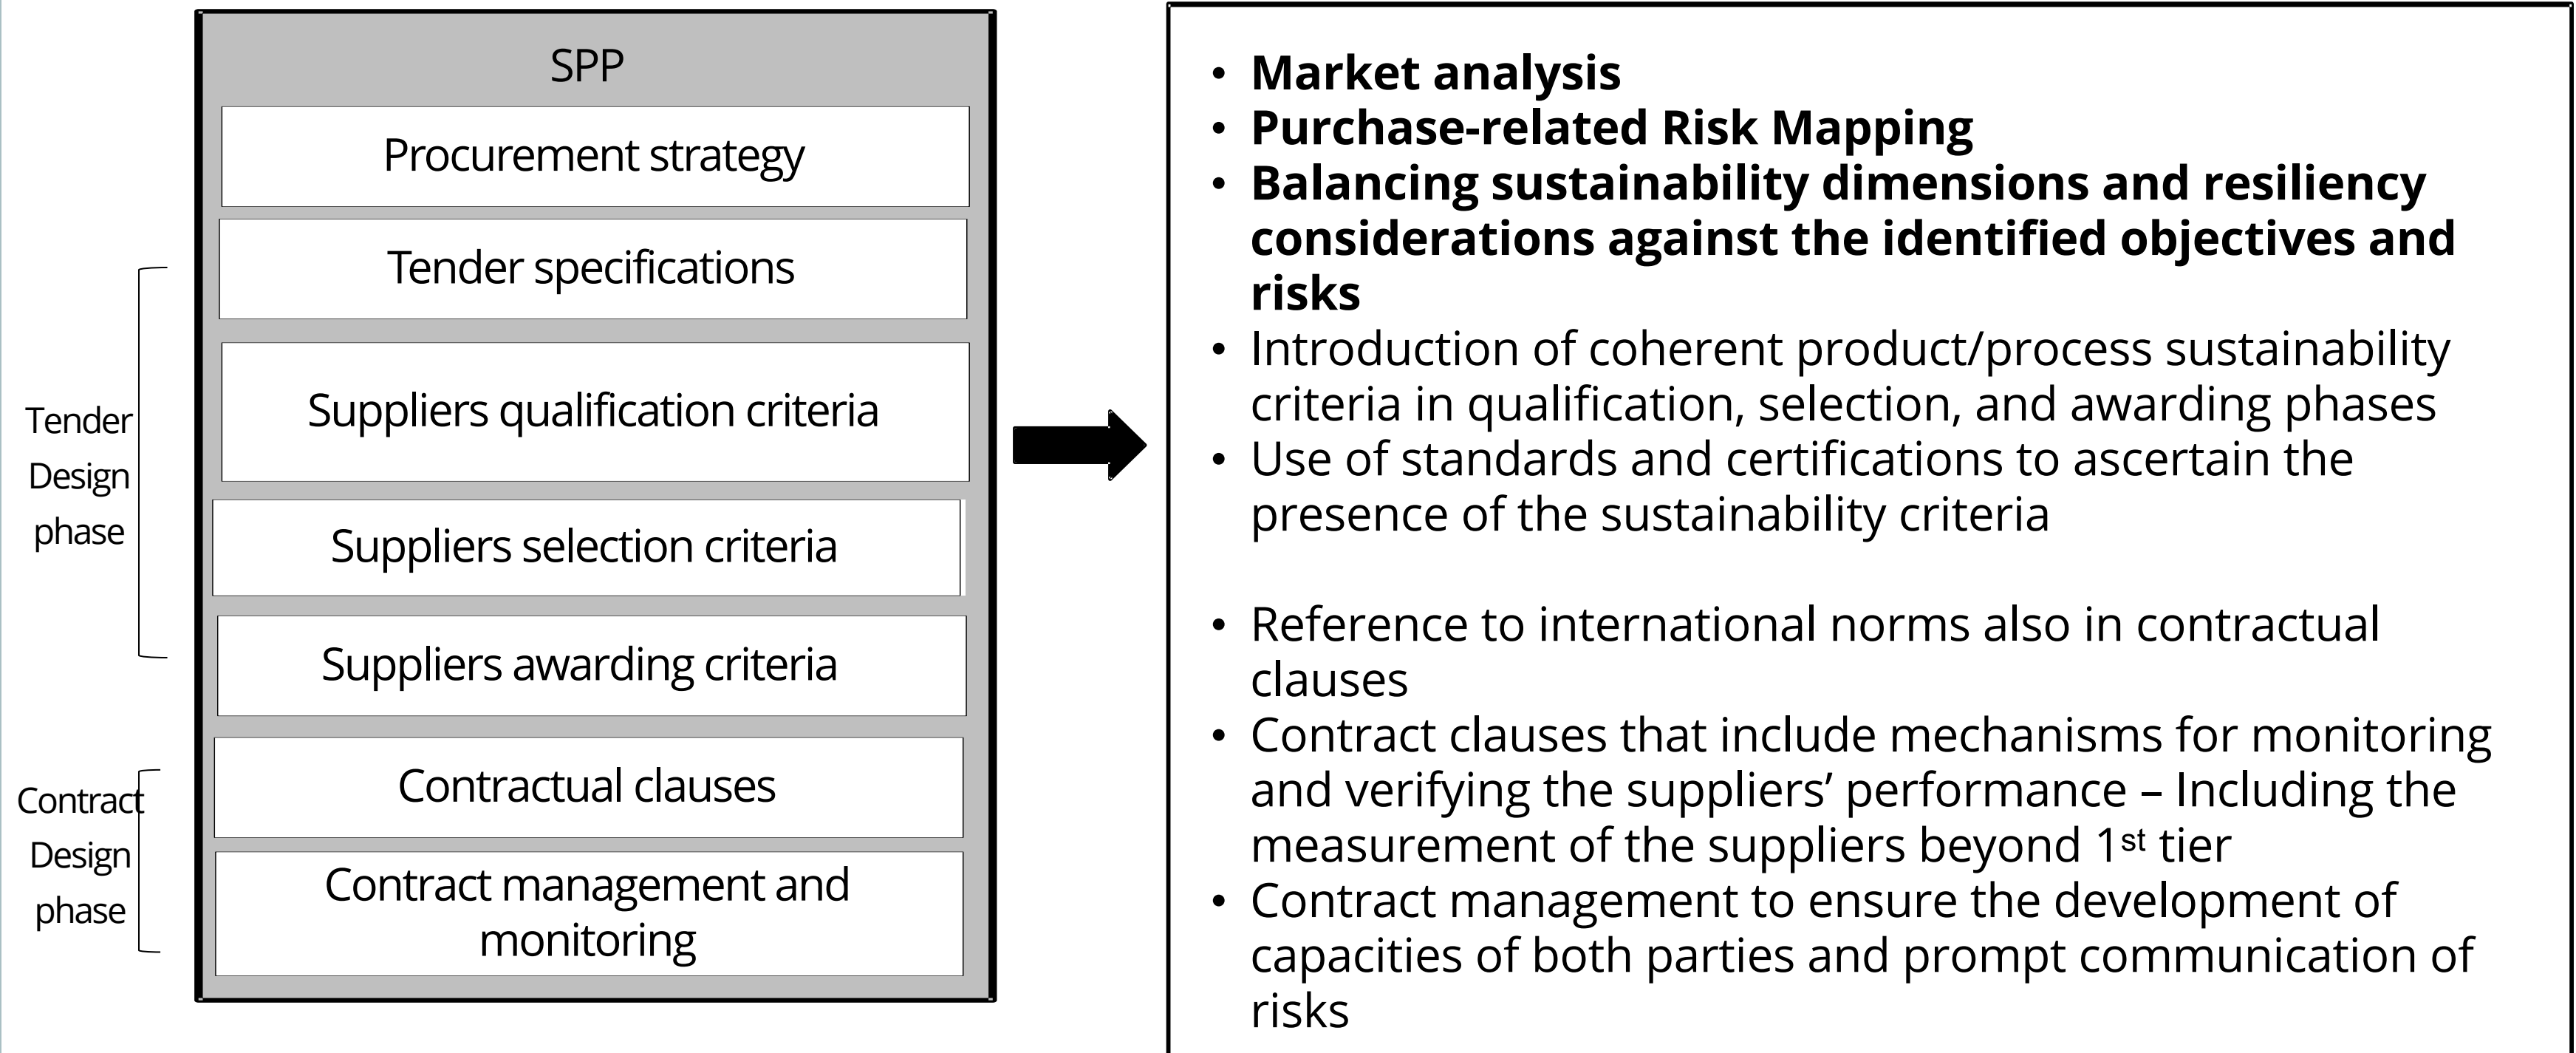 SPP
Procurement strategy
Tender specifications
Suppliers qualification criteria
Suppliers selection criteria
Suppliers awarding criteria
Contractual clauses
Contract management and
monitoring
Tender
Design
phase
Contract
Design
phase
• Market analysis
• Purchase-related Risk Mapping
• Balancing sustainability dimensions and resiliency
considerations against the identified objectives and
risks
• Introduction of coherent product/process sustainability
criteria in qualification, selection, and awarding phases
• Use of standards and certifications to ascertain the
presence of the sustainability criteria
• Reference to international norms also in contractual
clauses
• Contract clauses that include mechanisms for monitoring
and verifying the suppliers’ performance – Including the
measurement of the suppliers beyond 1st tier
• Contract management to ensure the development of
capacities of both parties and prompt communication of
risks